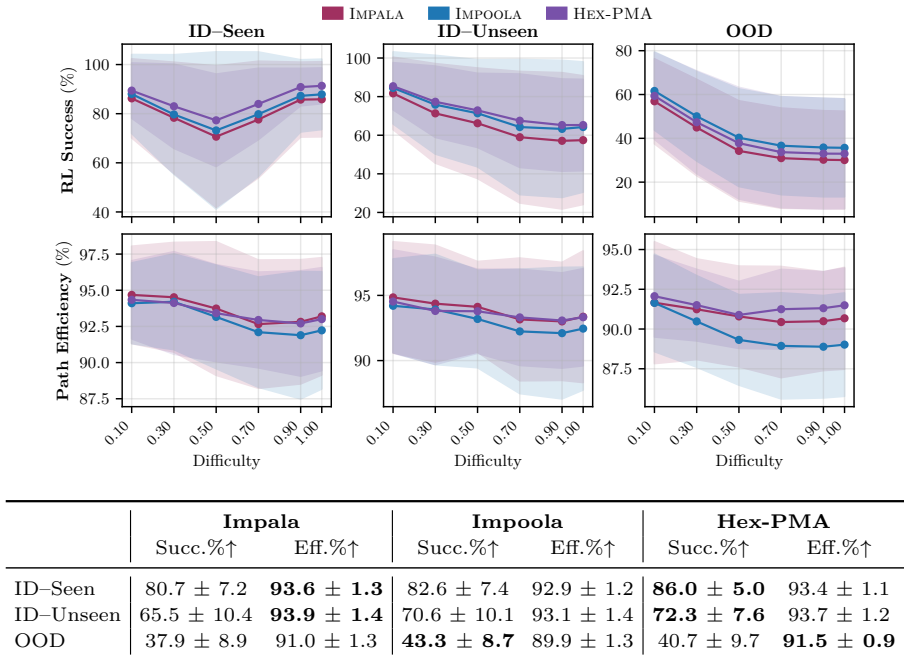 IMPALA IMPOOLA HEX-PMA
ID–Seen ID–Unseen OOD
RL Success (%)
100
80
60
40
100
80
60
40
20
80
60
40
20
Path Efficiency (%)
97.5
95.0
92.5
90.0
87.5
95
90
95.0
92.5
90.0
87.5
0.10 0.30 0.50 0.70 0.90 1.00
0.10 0.30 0.50 0.70 0.90 1.00
0.10 0.30 0.50 0.70 0.90 1.00
Difficulty Difficulty Difficulty
Impala Impoola Hex-PMA
Succ.%↑ Eff.%↑ Succ.%↑ Eff.%↑ Succ.%↑ Eff.%↑
ID–Seen 80.7 ± 7.2 93.6 ± 1.3 82.6 ± 7.4 92.9 ± 1.2 86.0 ± 5.0 93.4 ± 1.1
ID–Unseen 65.5 ± 10.4 93.9 ± 1.4 70.6 ± 10.1 93.1 ± 1.4 72.3 ± 7.6 93.7 ± 1.2
OOD 37.9 ± 8.9 91.0 ± 1.3 43.3 ± 8.7 89.9 ± 1.3 40.7 ± 9.7 91.5 ± 0.9